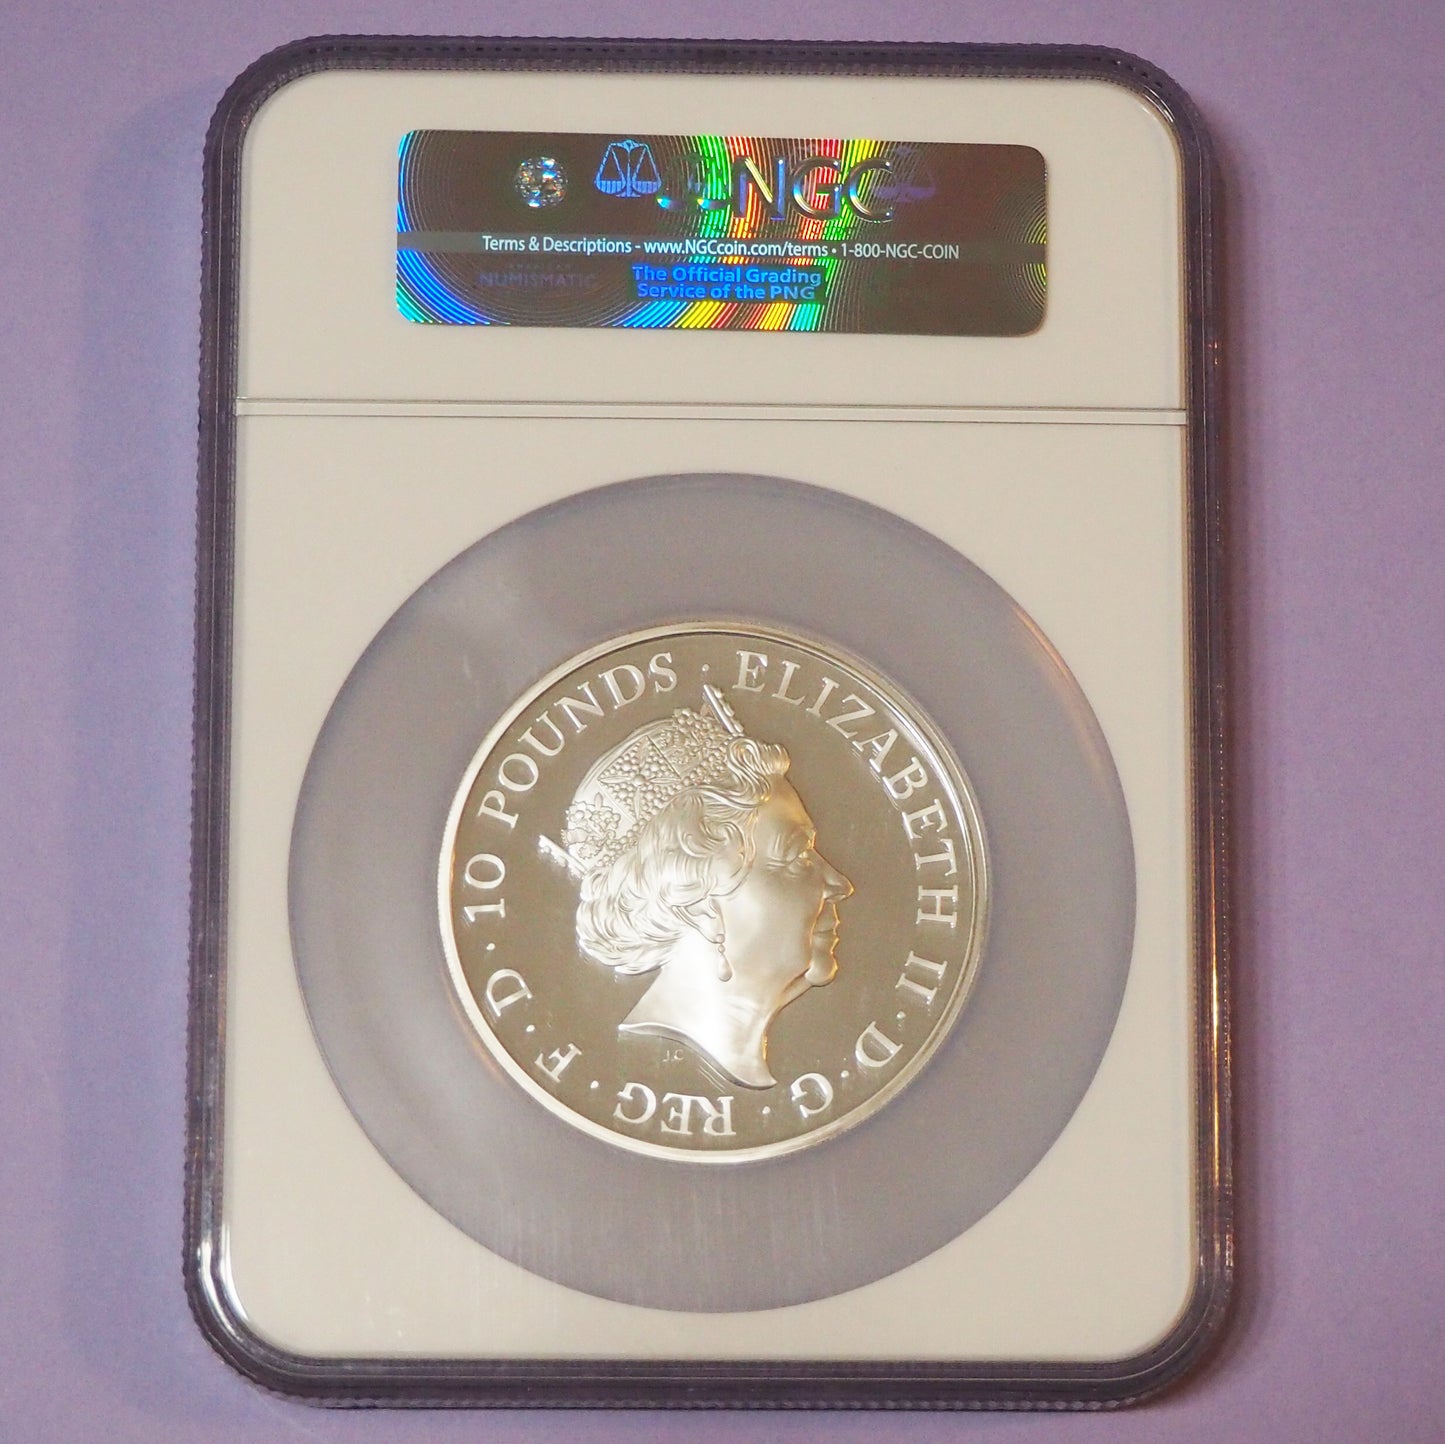 NGC
Terms & Descriptions - www.NGCcoin.com/terms • 1-800-NGC-COIN
NUMISMATIC
The Official Grading
Service of the PNG
ELIZABETH II · D · G · REG · F · D · 10 POUNDS ·
J.C